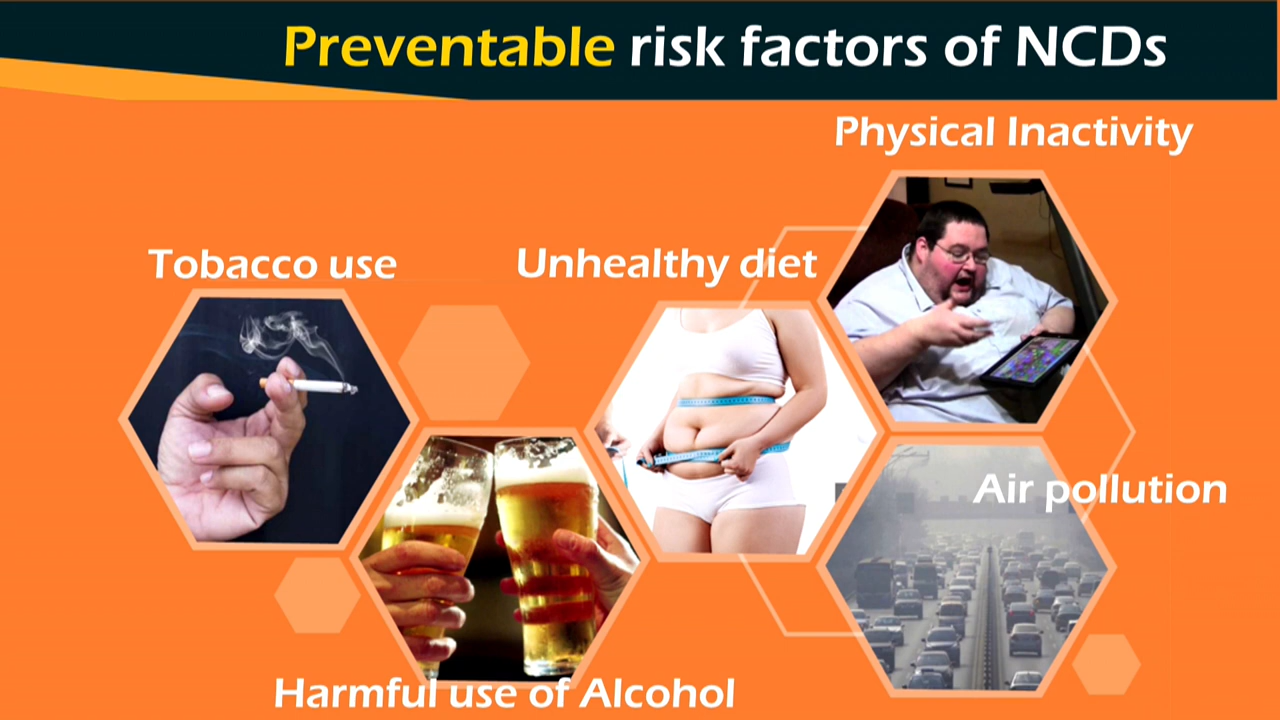 Preventable risk factors of NCDs
Physical Inactivity
Tobacco use
Unhealthy diet
Air pollution
Harmful use of Alcohol